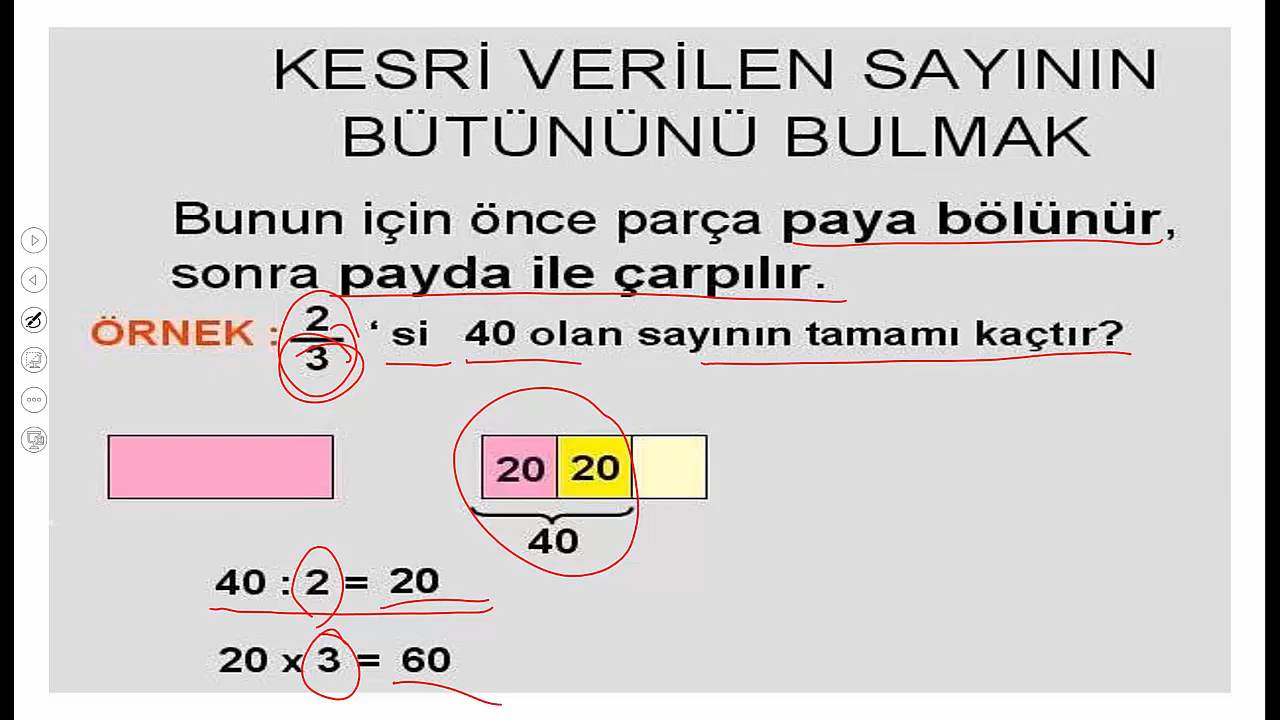 KESRİ VERİLEN SAYININ
BÜTÜNÜNÜ BULMAK
Bunun için önce parça paya bölünür,
sonra payda ile çarpılır.
ÖRNEK : 2/3 ‘ si 40 olan sayının tamamı kaçtır?
20 20
40
40 : 2 = 20
20 x 3 = 60